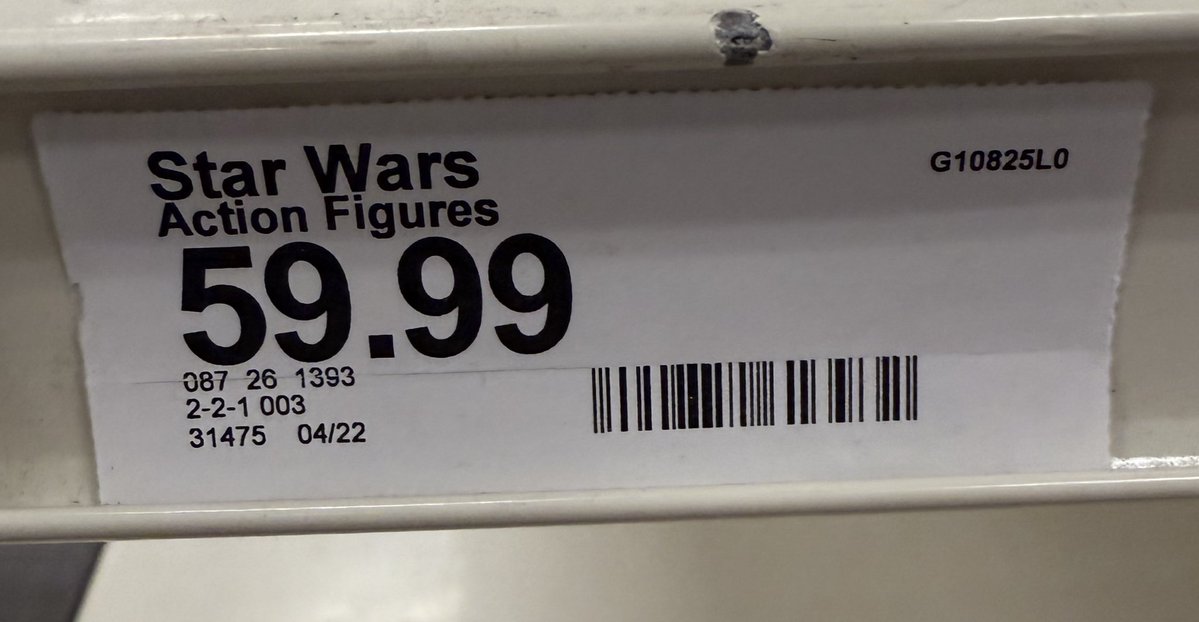 Star Wars
G10825L0
Action Figures
59.99
087 26 1393
2-2-1 003
31475 04/22